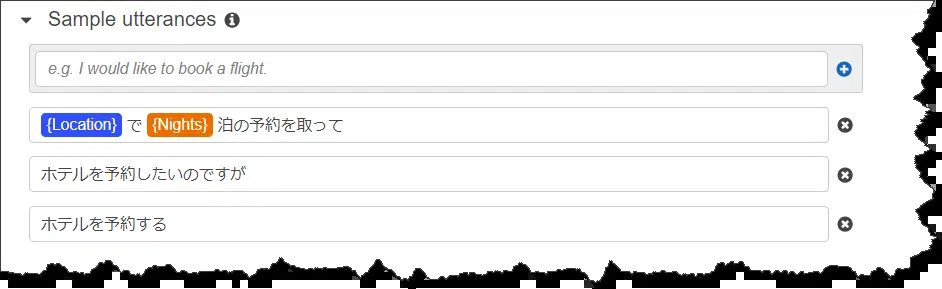 Sample utterances
e.g. I would like to book a flight.
{Location} で {Nights} 泊の予約を取って
ホテルを予約したいのですが
ホテルを予約する